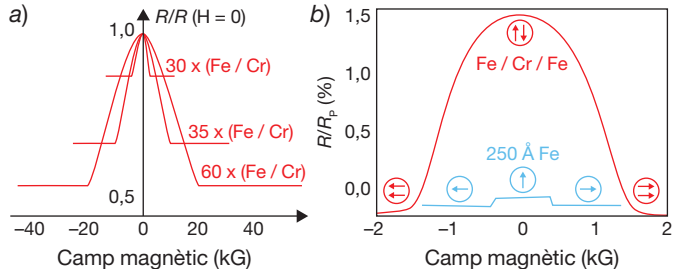 a)
R/R (H = 0)
1,0
30 x (Fe / Cr)
35 x (Fe / Cr)
60 x (Fe / Cr)
0,5
−40 −20 0 20 40
Camp magnètic (kG)
b)
1,5
1,0
0,5
0,0
R/R_P (%)
Fe / Cr / Fe
250 Å Fe
−2 −1 0 1 2
Camp magnètic (kG)